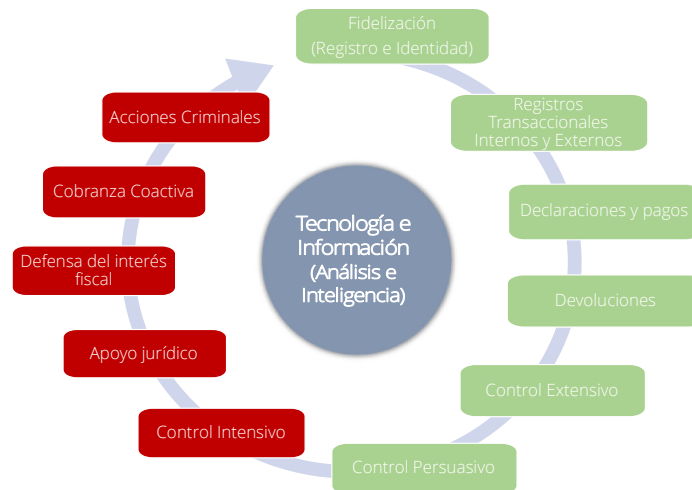 Fidelización
(Registro e Identidad)
Registros
Transaccionales
Internos y Externos
Declaraciones y pagos
Devoluciones
Control Extensivo
Control Persuasivo
Control Intensivo
Apoyo jurídico
Defensa del interés
fiscal
Cobranza Coactiva
Acciones Criminales
Tecnología e
Información
(Análisis e
Inteligencia)